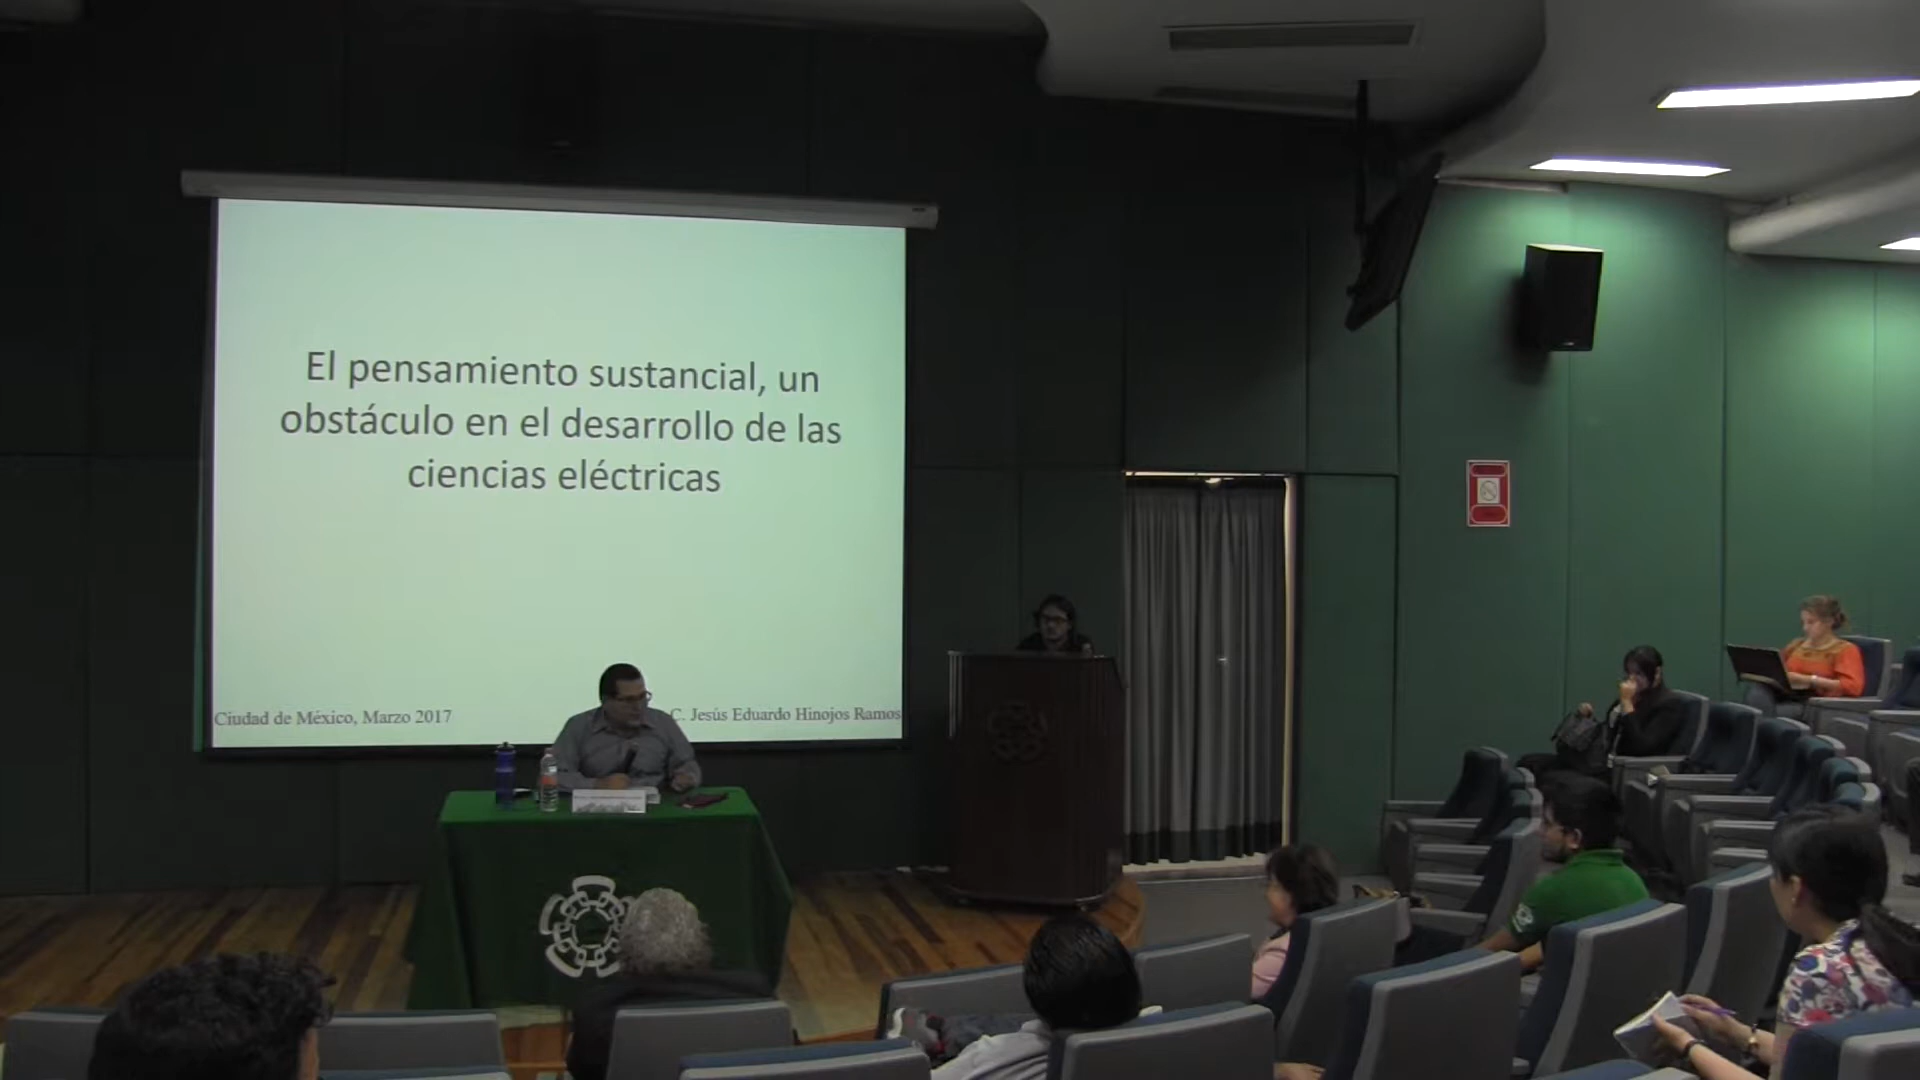 El pensamiento sustancial, un
obstáculo en el desarrollo de las
ciencias eléctricas
Ciudad de México, Marzo 2017
C. Jesús Eduardo Hinojos Ramos